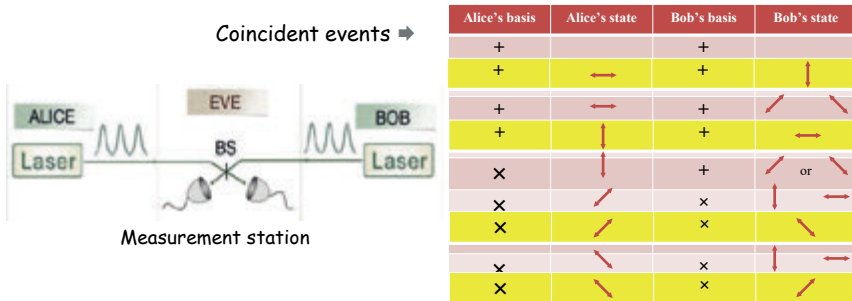 Coincident events ⇒
ALICE
EVE
BOB
Laser
BS
Laser
Measurement station
Alice's basis Alice's state Bob's basis Bob's state
+ +
+ ↔ + ↕
+ ↔ +
+ ↕ + ↔
× ↕ + or
× ×
× ×
× ×
× ×